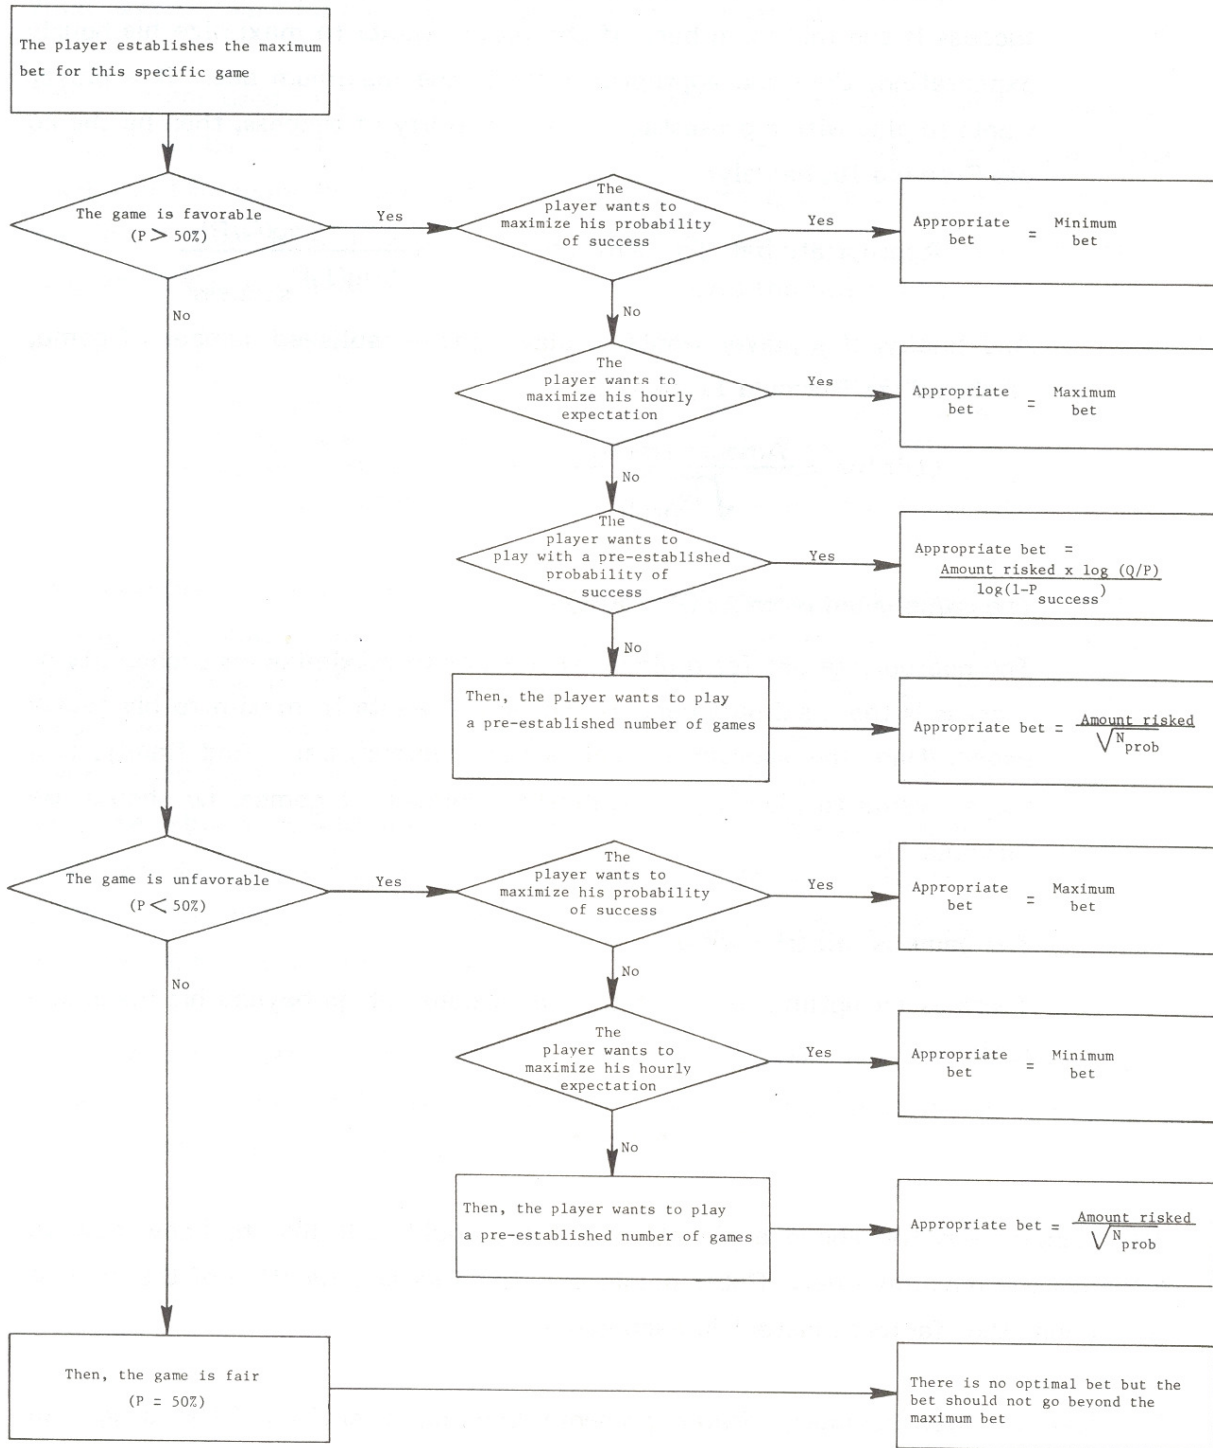 The player establishes the maximum
bet for this specific game
The game is favorable
(P > 50%)
Yes
The
player wants to
maximize his probability
of success
Yes
Appropriate bet = Minimum bet
No
No
The
player wants to
maximize his hourly
expectation
Yes
Appropriate bet = Maximum bet
No
The
player wants to
play with a pre-established
probability of
success
Yes
Appropriate bet =
Amount risked x log (Q/P)
log(1-P success)
No
Then, the player wants to play
a pre-established number of games
Appropriate bet = Amount risked
√N prob
The game is unfavorable
(P < 50%)
Yes
The
player wants to
maximize his probability
of success
Yes
Appropriate bet = Maximum bet
No
No
The
player wants to
maximize his hourly
expectation
Yes
Appropriate bet = Minimum bet
No
Then, the player wants to play
a pre-established number of games
Appropriate bet = Amount risked
√N prob
Then, the game is fair
(P = 50%)
There is no optimal bet but the
bet should not go beyond the
maximum bet